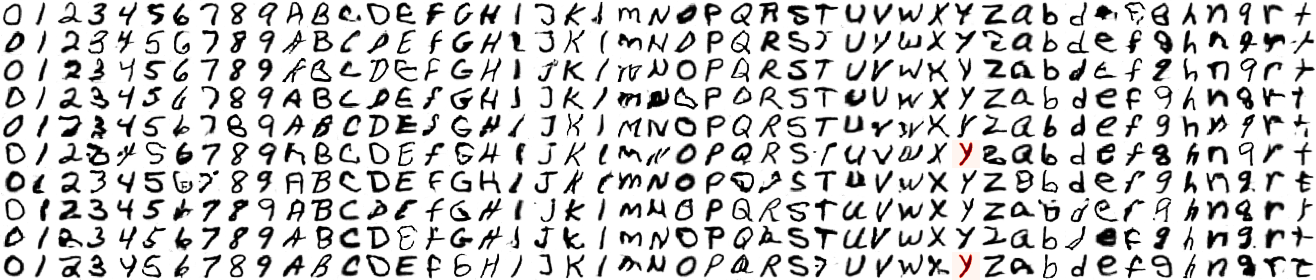 0 1 2 3 4 5 6 7 8 9 A B C D E F G H I J K l m N O P Q R S T U V W X Y Z a b d e f g h n q r t
0 1 2 3 4 5 6 7 8 9 A B C D E f G H I J K l m N O P Q R S T U V W X Y Z a b d e f g h n q r t
0 1 2 3 4 5 6 7 8 9 A B C D E F G H I J K l m N O P Q R S T U V W X Y Z a b d e f g h n q r t
0 1 2 3 4 5 6 7 8 9 A B C D E f G H I J K l m N O P Q R S T U V W X Y Z a b d e f g h n q r t
0 1 2 3 4 5 6 7 8 9 A B C D E f G H I J K l M N O P Q R S T U V W X Y Z a b d e f g h n q r t
0 1 2 3 4 5 6 7 8 9 A B C D E f G H I J K l m N O P Q R S T U V W X Y Z a b d e f g h n q r t
0 1 2 3 4 5 6 7 8 9 A B C D E F G H I J K l m N O P Q R S T U V W X Y Z a b d e f g h n q r t
0 1 2 3 4 5 6 7 8 9 A B C D E f G H I J K l m N O P Q R S T U V W X Y Z a b d e f g h n q r t
0 1 2 3 4 5 6 7 8 9 A B C D E f G H I J K l m N O P Q R S T U V W X Y Z a b d e f g h n q r t
0 1 2 3 4 5 6 7 8 9 A B C D E F G H I J K l m N O P Q R S T U V W X Y Z a b d e f g h n q r t